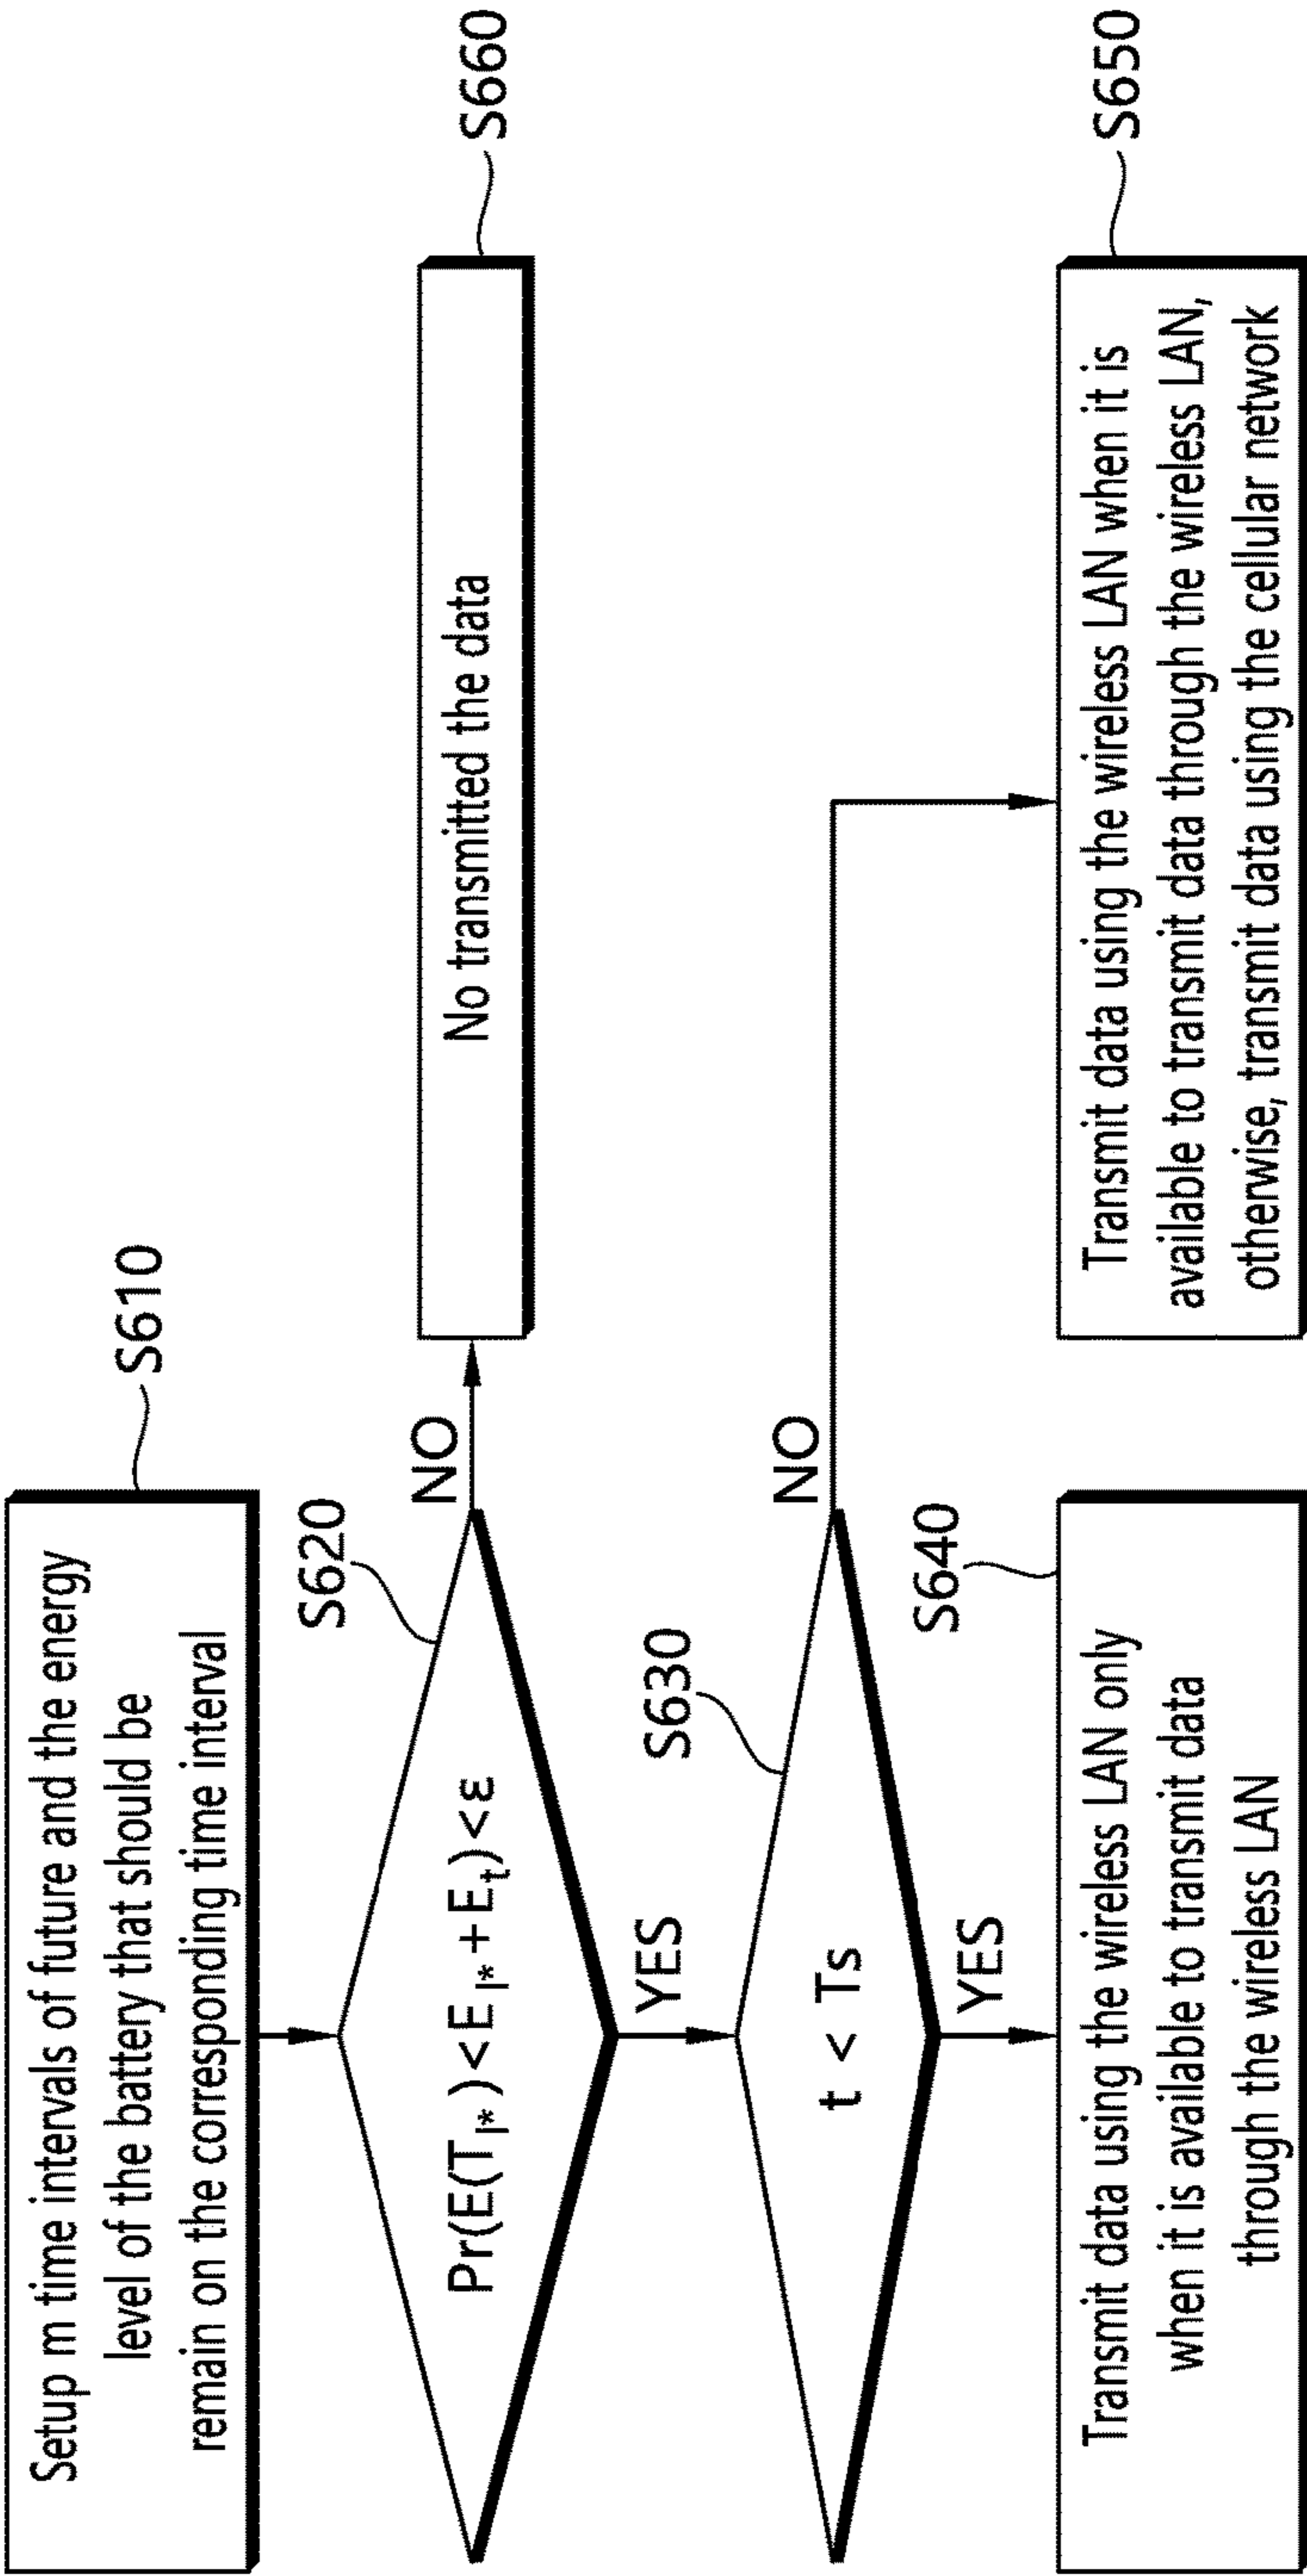 Setup m time intervals of future and the energy
level of the battery that should be
remain on the corresponding time interval
S610
S620
Pr(E(T_l*)<E_l*+E_t)<ε
NO
No transmitted the data
S660
YES
S630
t < Ts
NO
YES
S640
Transmit data using the wireless LAN only
when it is available to transmit data
through the wireless LAN
Transmit data using the wireless LAN when it is
available to transmit data through the wireless LAN,
otherwise, transmit data using the cellular network
S650